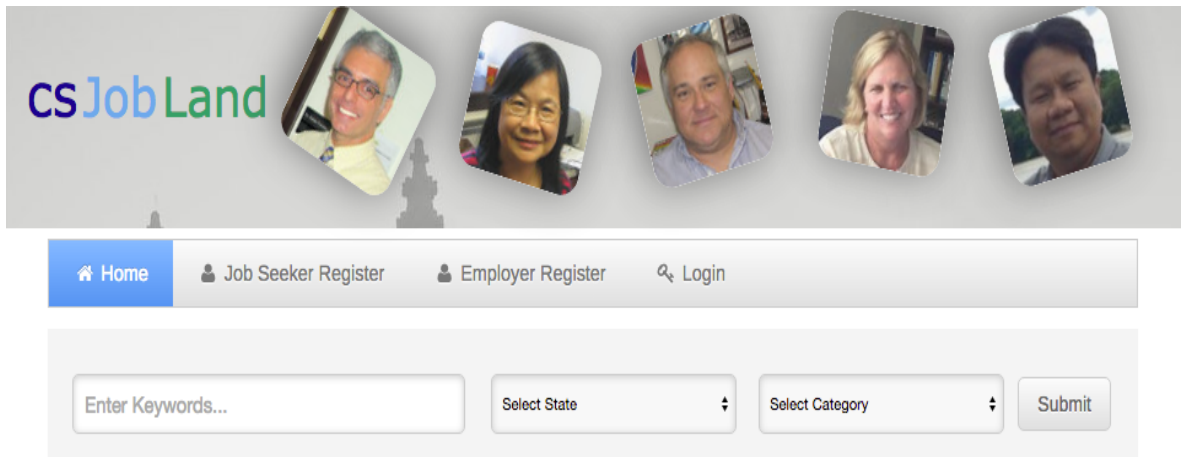 csJobLand
Home Job Seeker Register Employer Register Login
Enter Keywords... Select State Select Category Submit